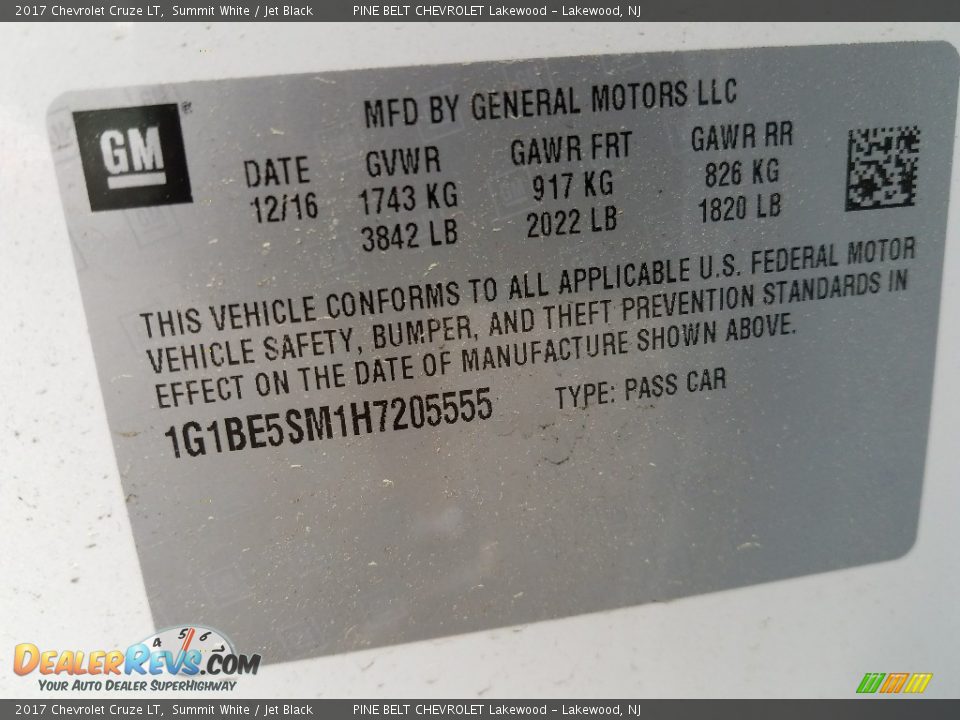 2017 Chevrolet Cruze LT, Summit White / Jet Black PINE BELT CHEVROLET Lakewood - Lakewood, NJ
GM ®
MFD BY GENERAL MOTORS LLC
DATE GVWR GAWR FRT GAWR RR
12/16 1743 KG 917 KG 826 KG
3842 LB 2022 LB 1820 LB
THIS VEHICLE CONFORMS TO ALL APPLICABLE U.S. FEDERAL MOTOR
VEHICLE SAFETY, BUMPER, AND THEFT PREVENTION STANDARDS IN
EFFECT ON THE DATE OF MANUFACTURE SHOWN ABOVE.
1G1BE5SM1H7205555 TYPE: PASS CAR
4 5 6 7
DEALERREVS.COM
YOUR AUTO DEALER SUPERHIGHWAY
2017 Chevrolet Cruze LT, Summit White / Jet Black PINE BELT CHEVROLET Lakewood - Lakewood, NJ